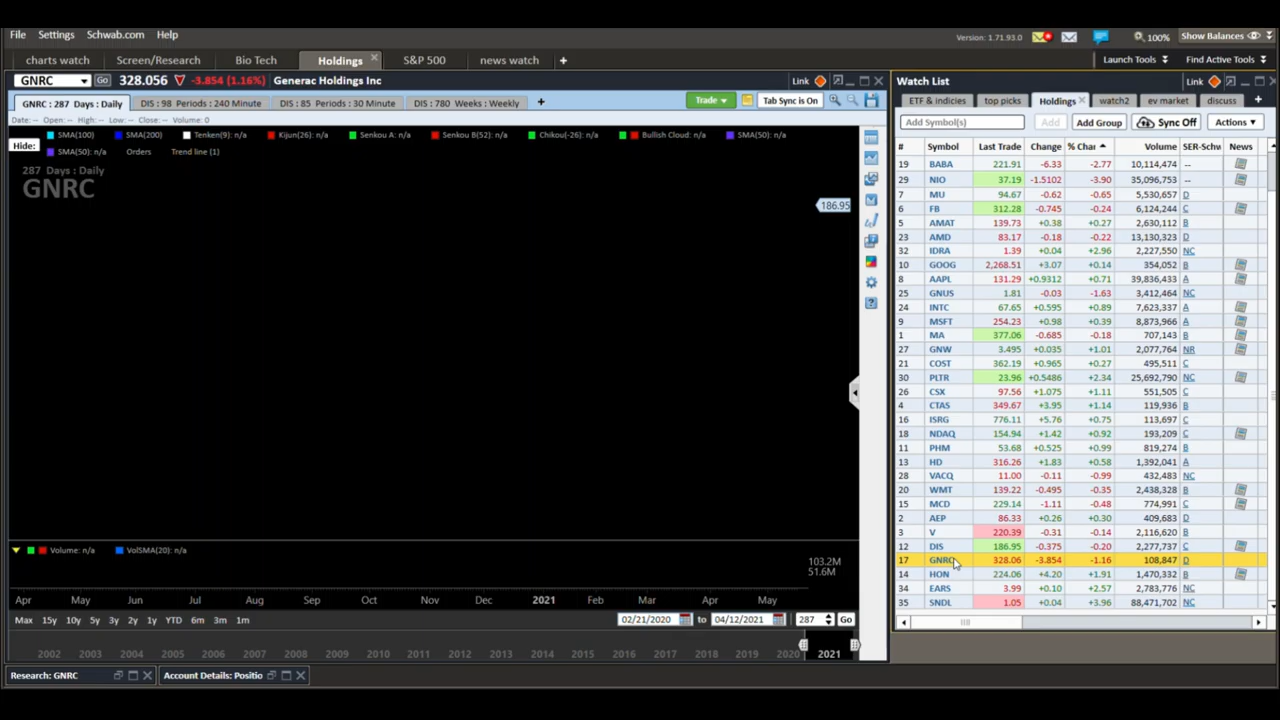 File Settings Schwab.com Help Version: 1.71.93.0 100% Show Balances
charts watch Screen/Research Bio Tech Holdings S&P 500 news watch + Launch Tools Find Active Tools
GNRC Go 328.056 -3.854 (1.16%) Generac Holdings Inc Link
Watch List
Link
GNRC : 287 Days : Daily DIS : 98 Periods : 240 Minute DIS : 85 Periods : 30 Minute DIS : 780 Weeks : Weekly + Trade Tab Sync is On
ETF & indicies top picks Holdings watch2 ev market discuss +
Date: -- Open: -- High: -- Low: -- Close: -- Volume: 0
Add Symbol(s) Add Add Group Sync Off Actions
SMA(100) SMA(200) Tenken(9): n/a Kijun(26): n/a Senkou A: n/a Senkou B(52): n/a Chikou(-26): n/a Bullish Cloud: n/a SMA(50): n/a
Hide:
SMA(50): n/a Orders Trend line (1)
287 Days : Daily
GNRC
186.95
# Symbol Last Trade Change % Char Volume SER-Schw News
19 BABA 221.91 -6.33 -2.77 10,114,474 --
29 NIO 37.19 -1.5102 -3.90 35,096,753 --
7 MU 94.67 -0.62 -0.65 5,530,657 D
6 FB 312.28 -0.745 -0.24 6,124,244 C
5 AMAT 139.73 +0.38 +0.27 2,630,112 B
23 AMD 83.17 -0.18 -0.22 13,130,323 D
32 IDRA 1.39 +0.04 +2.96 2,227,550 NC
10 GOOG 2,268.51 +3.07 +0.14 354,052 B
8 AAPL 131.29 +0.9312 +0.71 39,836,433 A
25 GNUS 1.81 -0.03 -1.63 3,412,464 NC
24 INTC 67.65 +0.595 +0.89 7,623,337 A
9 MSFT 254.23 +0.98 +0.39 8,873,966 A
1 MA 377.06 -0.685 -0.18 707,143 B
27 GNW 3.495 +0.035 +1.01 2,077,764 NR
21 COST 362.19 +0.965 +0.27 495,511 C
30 PLTR 23.96 +0.5486 +2.34 25,692,790 NC
26 CSX 97.56 +1.075 +1.11 551,505 C
4 CTAS 349.67 +3.95 +1.14 119,936 B
16 ISRG 776.11 +5.76 +0.75 113,697 C
18 NDAQ 154.94 +1.42 +0.92 193,209 C
11 PHM 53.68 +0.525 +0.99 819,274 B
13 HD 316.26 +1.83 +0.58 1,392,041 A
28 VACQ 11.00 -0.11 -0.99 432,483 NC
20 WMT 139.22 -0.495 -0.35 2,438,328 B
15 MCD 229.14 -1.11 -0.48 774,991 C
2 AEP 86.33 +0.26 +0.30 409,683 D
3 V 220.39 -0.31 -0.14 2,116,620 B
12 DIS 186.95 -0.375 -0.20 2,277,737 C
17 GNRC 328.06 -3.854 -1.16 108,847 D
14 HON 224.06 +4.20 +1.91 1,470,332 B
34 EARS 3.99 +0.10 +2.57 2,783,776 NC
35 SNDL 1.05 +0.04 +3.96 88,471,702 NC
Volume: n/a VolSMA(20): n/a
103.2M
51.6M
Apr May Jun Jul Aug Sep Oct Nov Dec 2021 Feb Mar Apr May
Max 15y 10y 5y 3y 2y 1y YTD 6m 3m 1m 02/21/2020 to 04/12/2021 287 Go
2002 2003 2004 2005 2006 2007 2008 2009 2010 2011 2012 2013 2014 2015 2016 2017 2018 2019 2020 2021
Research: GNRC Account Details: Positio